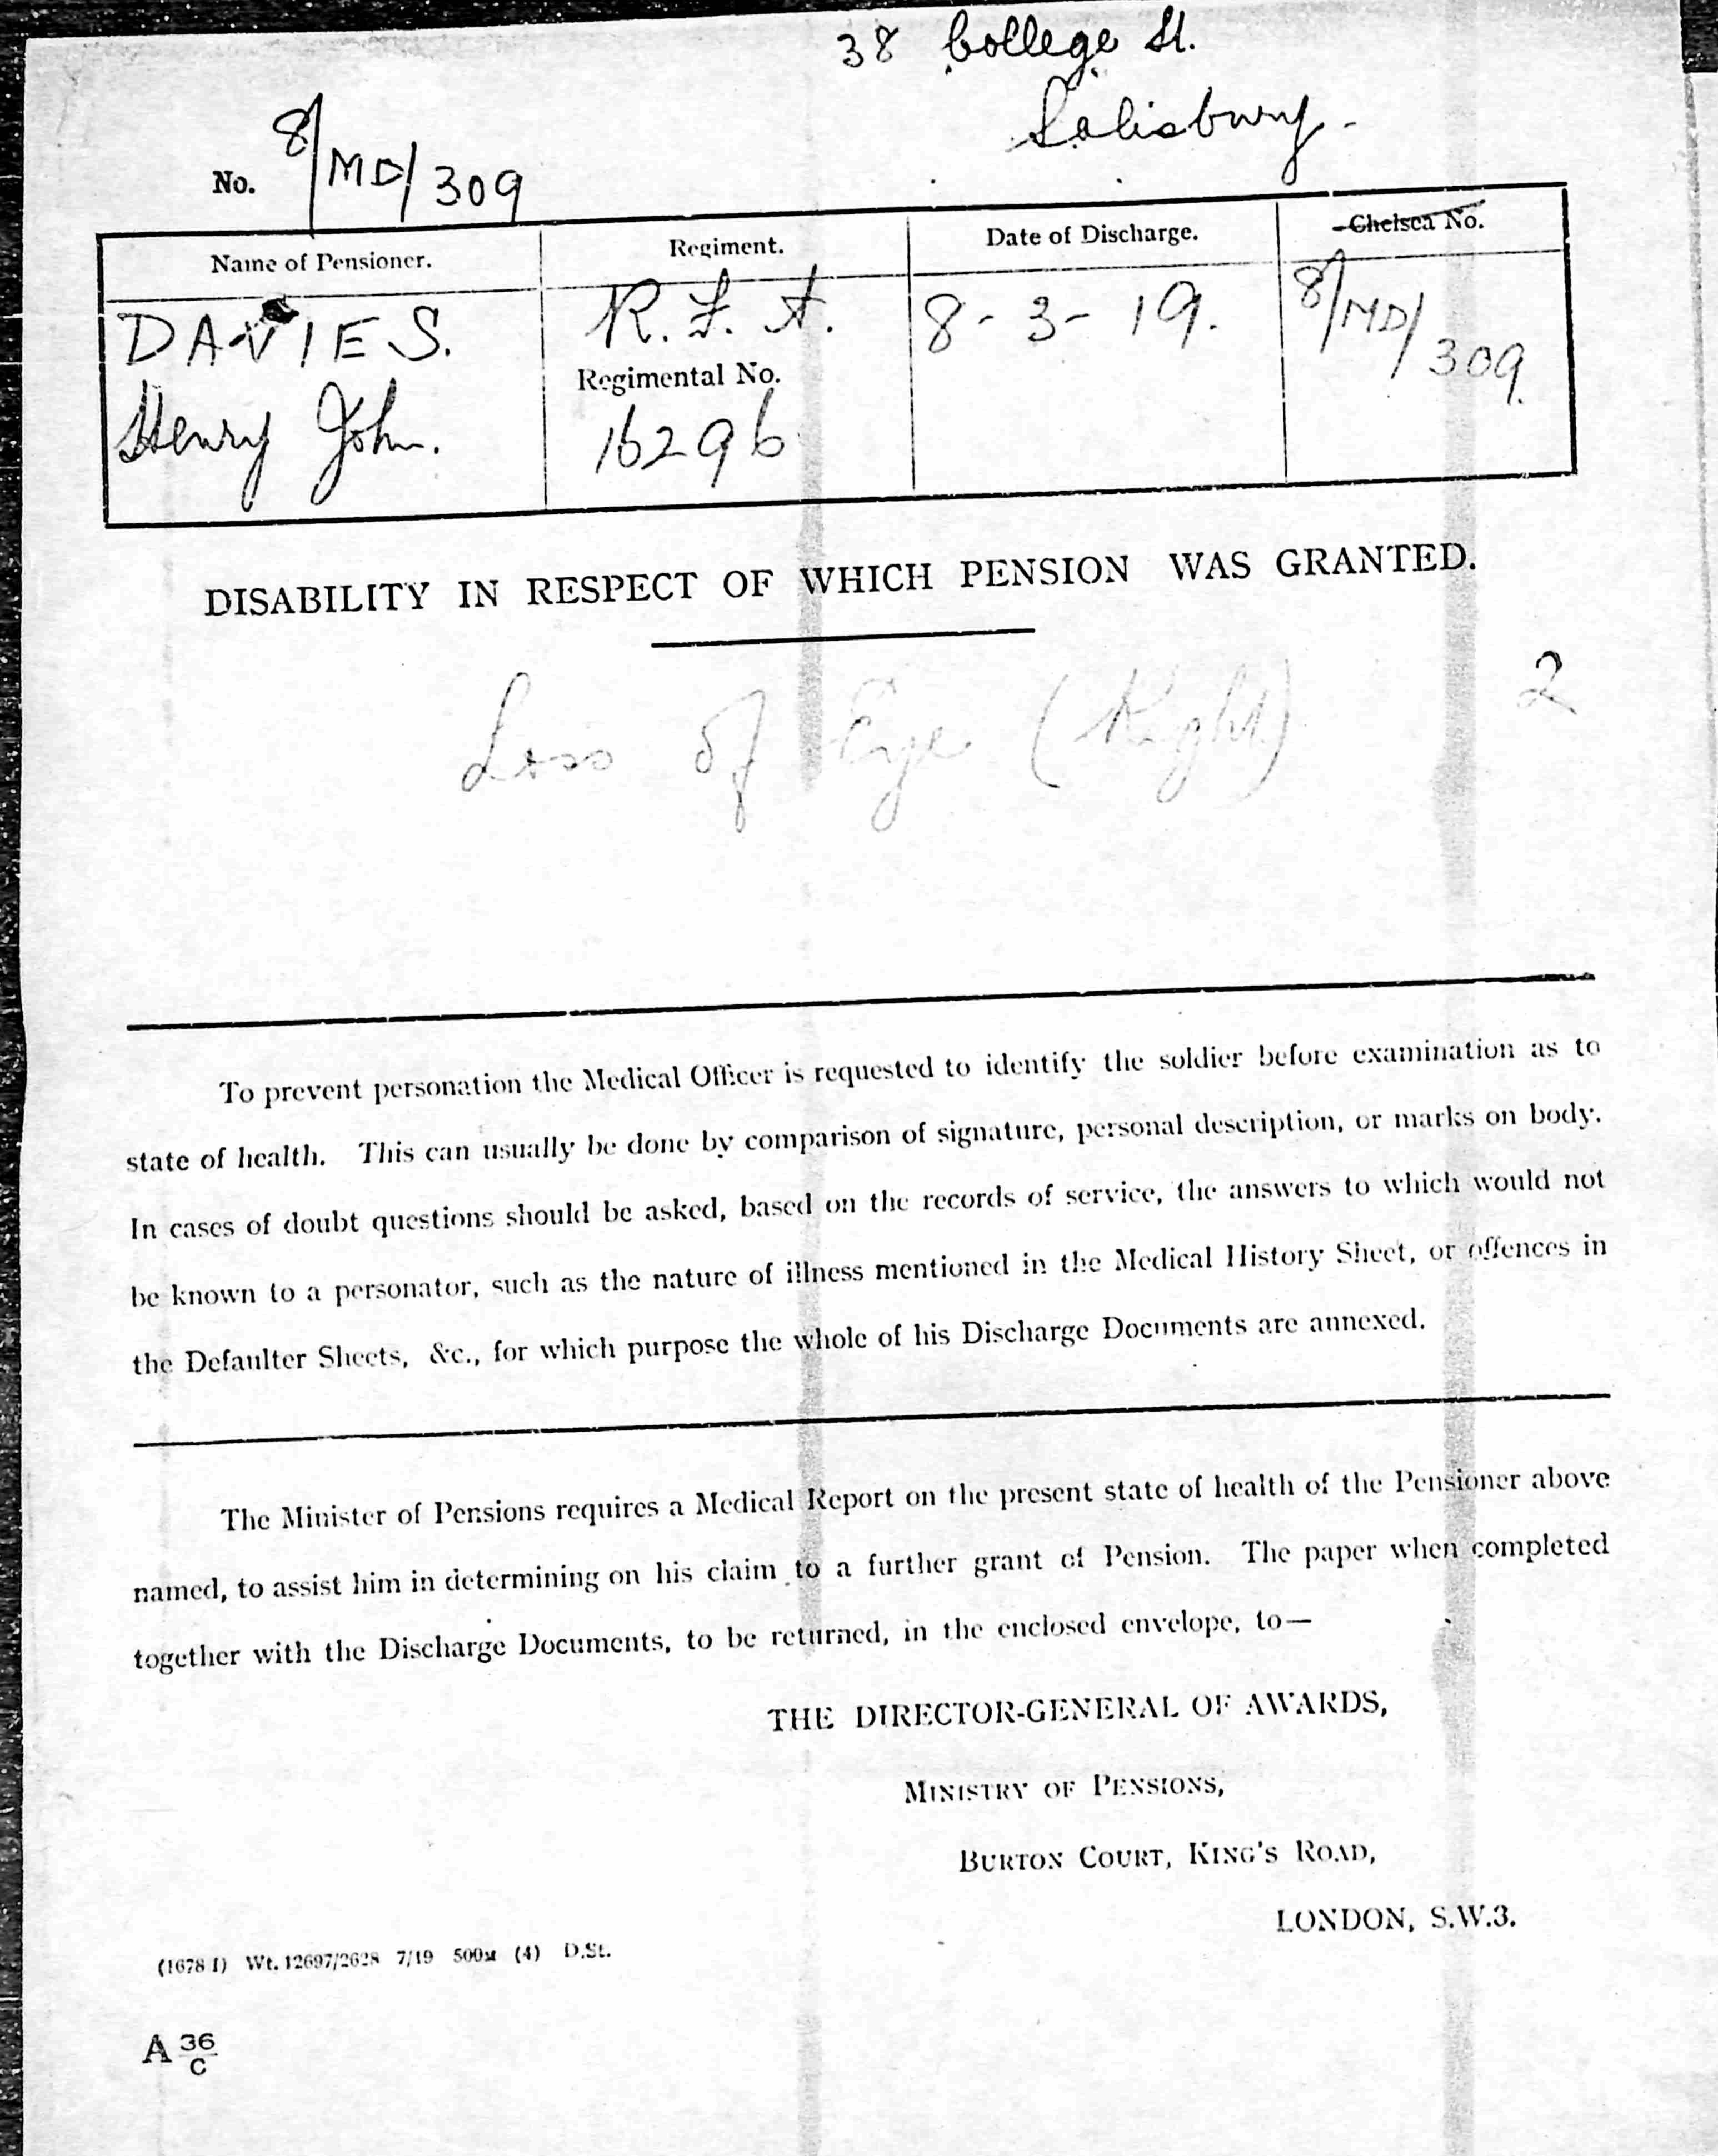 38 College St.
Salisbury.
No. 8/MD/309
Name of Pensioner. Regiment. Date of Discharge. Chelsea No.
DAVIES. R.F.A. 8-3-19. 8/MD/309.
Henry John. Regimental No.
16296
DISABILITY IN RESPECT OF WHICH PENSION WAS GRANTED.
Loss of Eye (Right) 2
To prevent personation the Medical Officer is requested to identify the soldier before examination as to
state of health. This can usually be done by comparison of signature, personal description, or marks on body.
In cases of doubt questions should be asked, based on the records of service, the answers to which would not
be known to a personator, such as the nature of illness mentioned in the Medical History Sheet, or offences in
the Defaulter Sheets, &c., for which purpose the whole of his Discharge Documents are annexed.
The Minister of Pensions requires a Medical Report on the present state of health of the Pensioner above
named, to assist him in determining on his claim to a further grant of Pension. The paper when completed
together with the Discharge Documents, to be returned, in the enclosed envelope, to—
THE DIRECTOR-GENERAL OF AWARDS,
MINISTRY OF PENSIONS,
BURTON COURT, KING'S ROAD,
LONDON, S.W.3.
(1678 I) Wt. 12697/2628 7/19 500M (4) D.St.
A 36/C